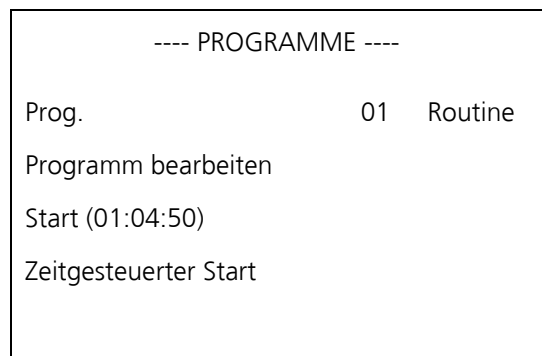 ---- PROGRAMME ----
Prog. 01 Routine
Programm bearbeiten
Start (01:04:50)
Zeitgesteuerter Start